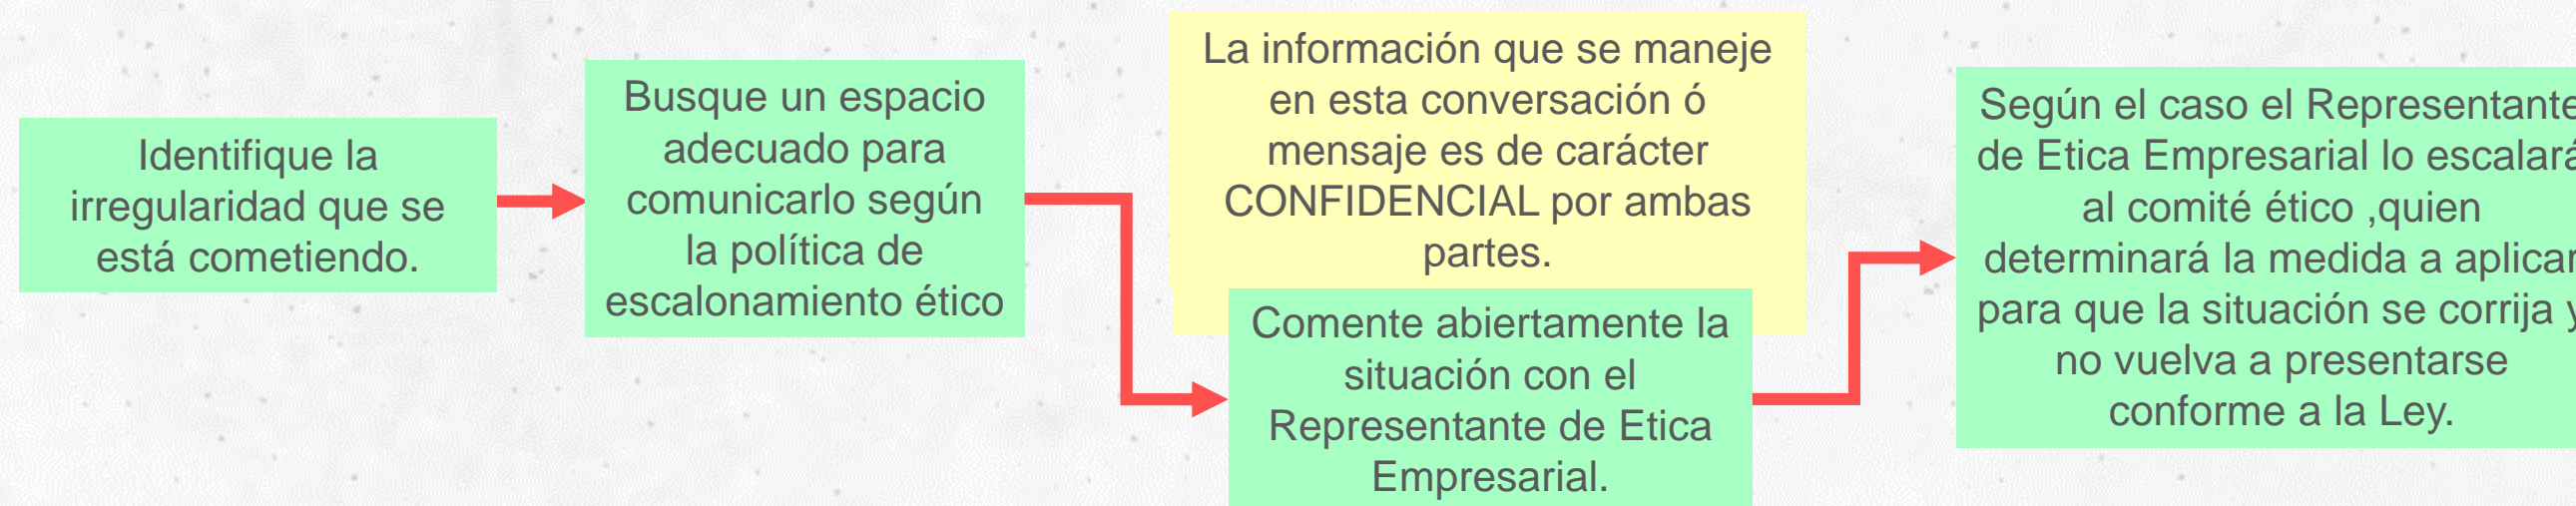 Identifique la
irregularidad que se
está cometiendo.
Busque un espacio
adecuado para
comunicarlo según
la política de
escalonamiento ético
La información que se maneje
en esta conversación ó
mensaje es de carácter
CONFIDENCIAL por ambas
partes.
Comente abiertamente la
situación con el
Representante de Etica
Empresarial.
Según el caso el Representante
de Etica Empresarial lo escalará
al comité ético ,quien
determinará la medida a aplicar
para que la situación se corrija y
no vuelva a presentarse
conforme a la Ley.